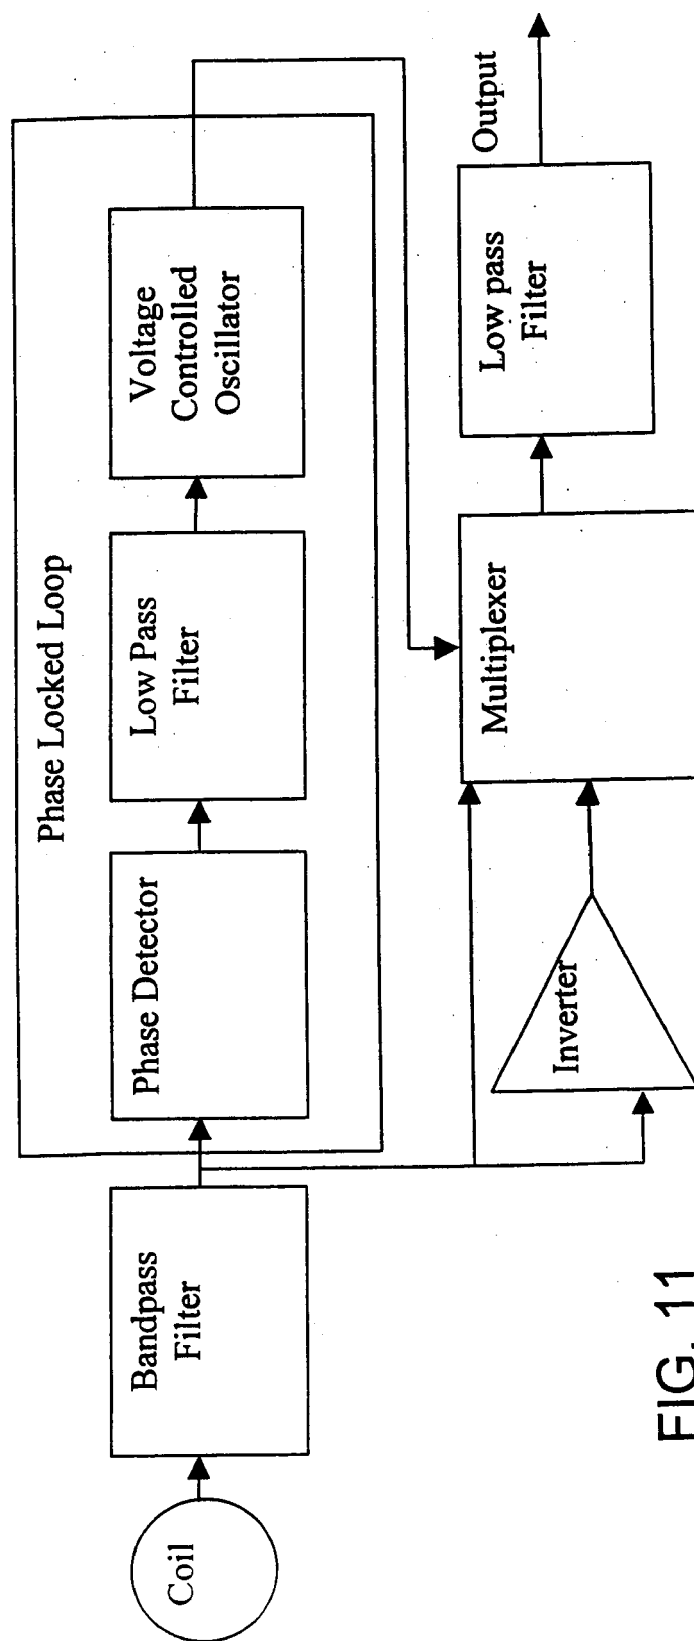 Phase Locked Loop
Coil
Bandpass
Filter
Phase Detector
Low Pass
Filter
Voltage
Controlled
Oscillator
Inverter
Multiplexer
Low pass
Filter
Output
FIG. 11